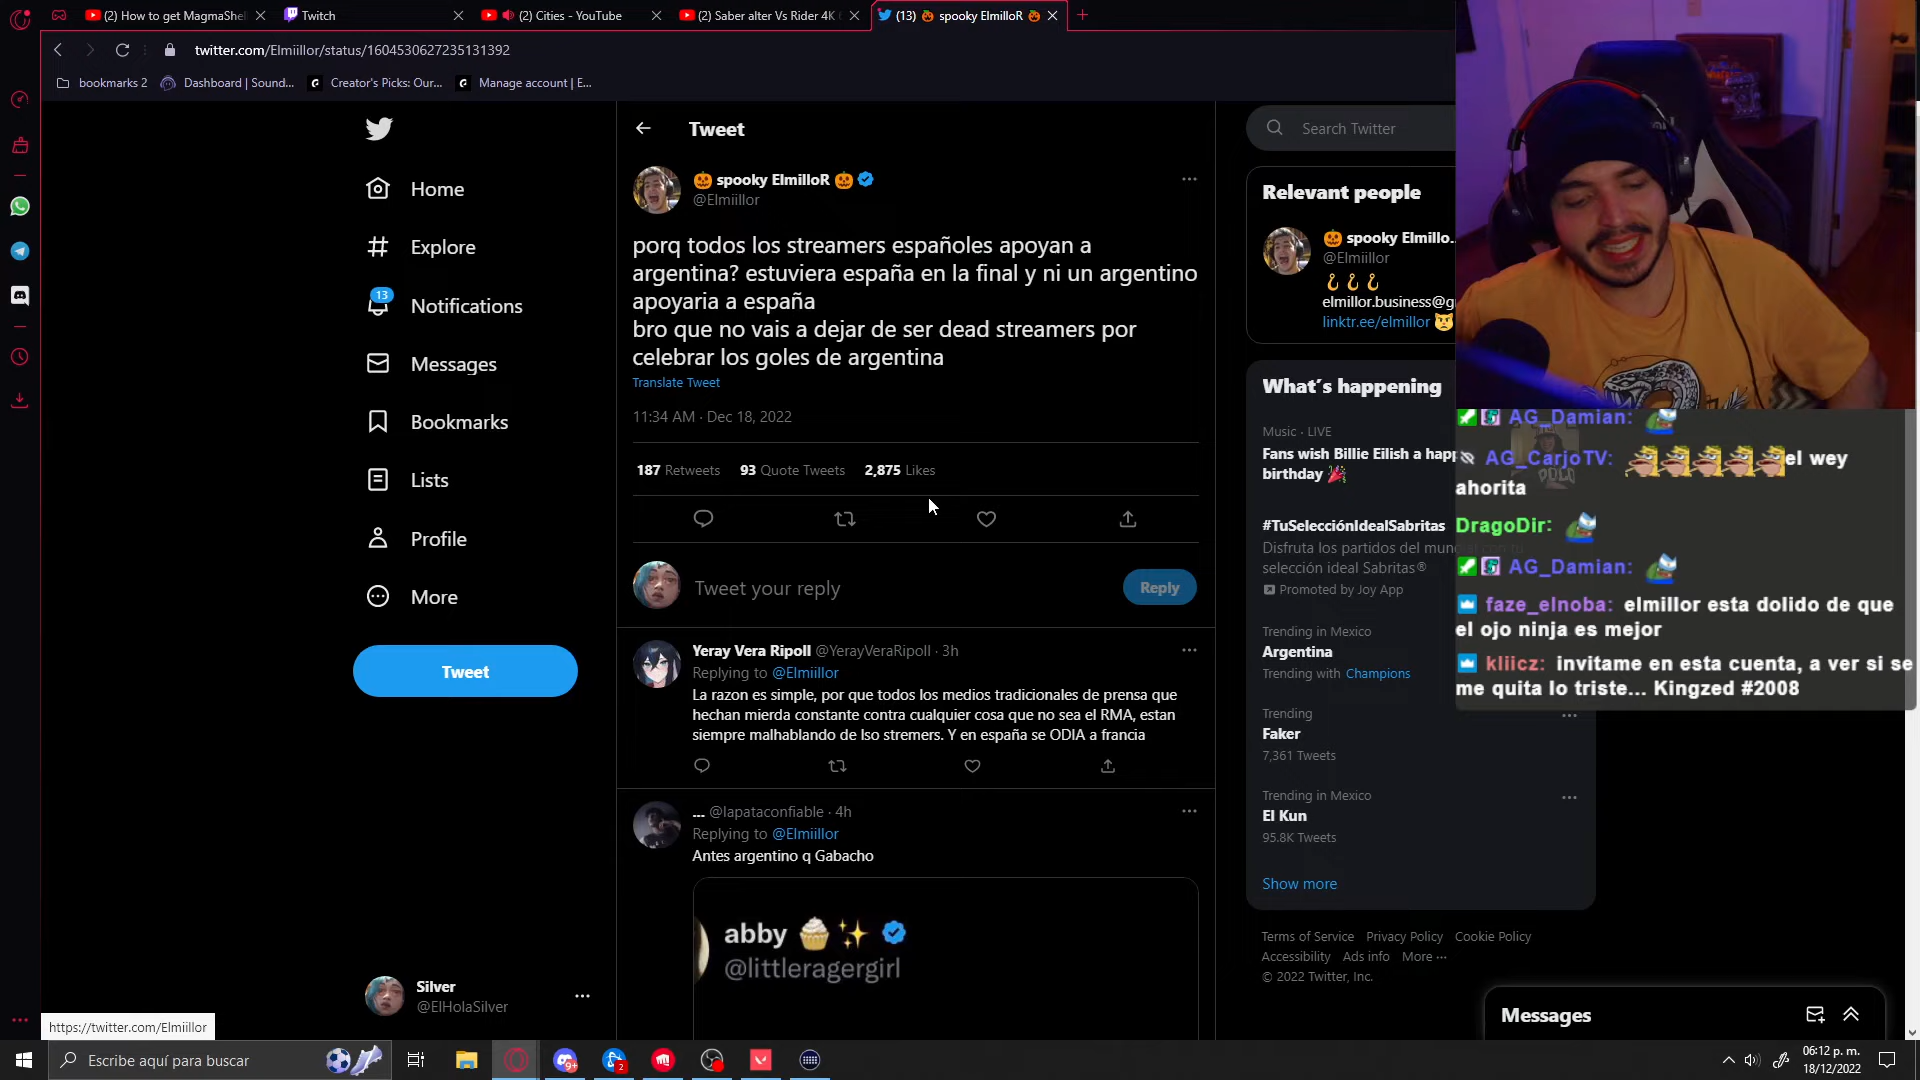 (2) How to get MagmaShe
Twitch
(2) Cities - YouTube
(2) Saber alter Vs Rider 4K
(13) 🎃 spooky ElmilloR 🎃
twitter.com/Elmiillor/status/1604530627235131392
bookmarks 2
Dashboard | Sound...
Creator's Picks: Our...
Manage account | E...
Home
Explore
13
Notifications
Messages
Bookmarks
Lists
Profile
More
Tweet
Silver
@ElHolaSilver
https://twitter.com/Elmiillor
Tweet
🎃 spooky ElmilloR 🎃
@Elmiillor
porq todos los streamers españoles apoyan a
argentina? estuviera españa en la final y ni un argentino
apoyaria a españa
bro que no vais a dejar de ser dead streamers por
celebrar los goles de argentina
Translate Tweet
11:34 AM · Dec 18, 2022
187 Retweets 93 Quote Tweets 2,875 Likes
Tweet your reply
Reply
Yeray Vera Ripoll @YerayVeraRipoll · 3h
Replying to @Elmiillor
La razon es simple, por que todos los medios tradicionales de prensa que
hechan mierda constante contra cualquier cosa que no sea el RMA, estan
siempre malhablando de lso stremers. Y en españa se ODIA a francia
... @lapataconfiable · 4h
Replying to @Elmiillor
Antes argentino q Gabacho
abby 🧁✨
@littleragergirl
Search Twitter
Relevant people
🎃 spooky Elmillo..
@Elmiillor
🪝🪝🪝
elmillor.business@g
linktr.ee/elmillor 😾
What's happening
Music · LIVE
Fans wish Billie Eilish a happ
birthday 🎉
#TuSelecciónIdealSabritas
Disfruta los partidos del mundial con tu
selección ideal Sabritas®
Promoted by Joy App
Trending in Mexico
Argentina
Trending with Champions
Trending
Faker
7,361 Tweets
Trending in Mexico
El Kun
95.8K Tweets
Show more
Terms of Service Privacy Policy Cookie Policy
Accessibility Ads info More ···
© 2022 Twitter, Inc.
Messages
AG_Damian:
AG_CarjoTV: el wey
ahorita
DragoDir:
AG_Damian:
faze_elnoba: elmillor esta dolido de que
el ojo ninja es mejor
kliicz: invitame en esta cuenta, a ver si se
me quita lo triste... Kingzed #2008
Escribe aquí para buscar
9+
2
06:12 p. m.
18/12/2022